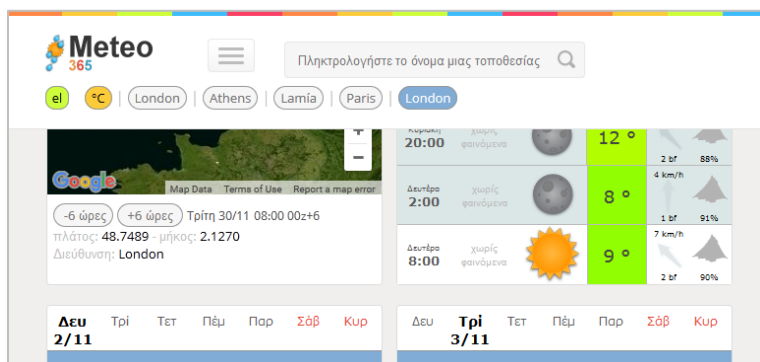 Meteo
365
Πληκτρολογήστε το όνομα μιας τοποθεσίας
el °C | London | Athens | Lamía | Paris | London
+
−
Google
Map Data Terms of Use Report a map error
-6 ώρες +6 ώρες Τρίτη 30/11 08:00 00z+6
πλάτος: 48.7489 - μήκος: 2.1270
Διεύθυνση: London
Κυριακή
20:00
χωρίς
φαινόμενα
12 °
2 bf
88%
Δευτέρα
2:00
χωρίς
φαινόμενα
8 °
4 km/h
1 bf
91%
Δευτέρα
8:00
χωρίς
φαινόμενα
9 °
7 km/h
2 bf
90%
Δευ Τρί Τετ Πέμ Παρ Σάβ Κυρ
2/11
Δευ Τρί Τετ Πέμ Παρ Σάβ Κυρ
3/11